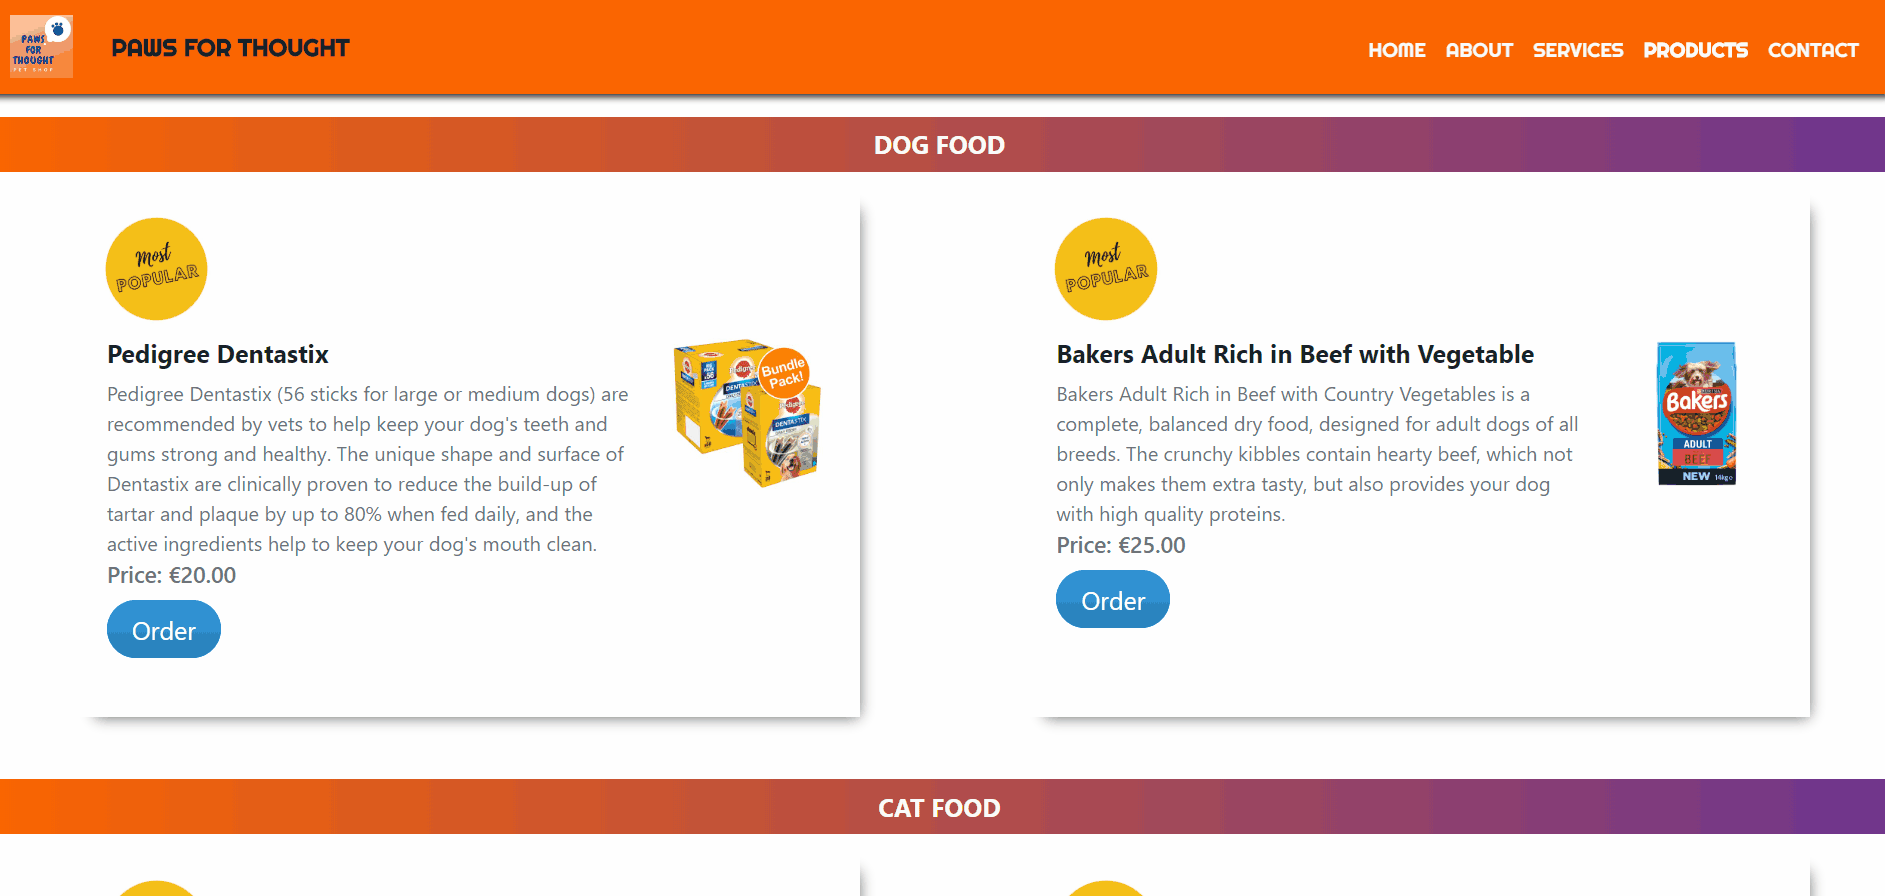 PAWS
FOR
THOUGHT
PET SHOP
PAWS FOR THOUGHT
HOME ABOUT SERVICES PRODUCTS CONTACT
DOG FOOD
Most
POPULAR
Pedigree Dentastix
Pedigree Dentastix (56 sticks for large or medium dogs) are
recommended by vets to help keep your dog's teeth and
gums strong and healthy. The unique shape and surface of
Dentastix are clinically proven to reduce the build-up of
tartar and plaque by up to 80% when fed daily, and the
active ingredients help to keep your dog's mouth clean.
Price: €20.00
Order
Bundle
Pack!
Pedigree
DENTASTIX
Most
POPULAR
Bakers Adult Rich in Beef with Vegetable
Bakers Adult Rich in Beef with Country Vegetables is a
complete, balanced dry food, designed for adult dogs of all
breeds. The crunchy kibbles contain hearty beef, which not
only makes them extra tasty, but also provides your dog
with high quality proteins.
Price: €25.00
Order
Bakers
ADULT
BEEF
NEW 14kg e
CAT FOOD